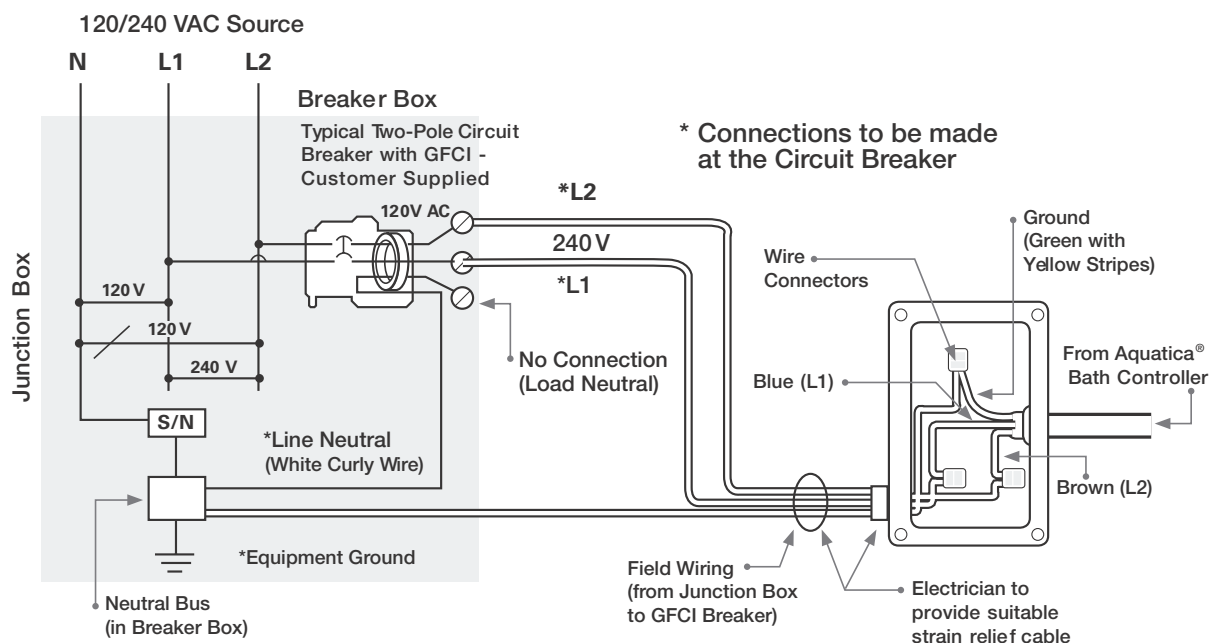 120/240 VAC Source
N
L1
L2
Breaker Box
Typical Two-Pole Circuit
Breaker with GFCI -
Customer Supplied
* Connections to be made
at the Circuit Breaker
*L2
120V AC
240 V
*L1
Ground
(Green with
Yellow Stripes)
Wire
Connectors
Junction Box
120 V
120 V
240 V
No Connection
(Load Neutral)
Blue (L1)
From Aquatica®
Bath Controller
S/N
*Line Neutral
(White Curly Wire)
Brown (L2)
*Equipment Ground
Neutral Bus
(in Breaker Box)
Field Wiring
(from Junction Box
to GFCI Breaker)
Electrician to
provide suitable
strain relief cable